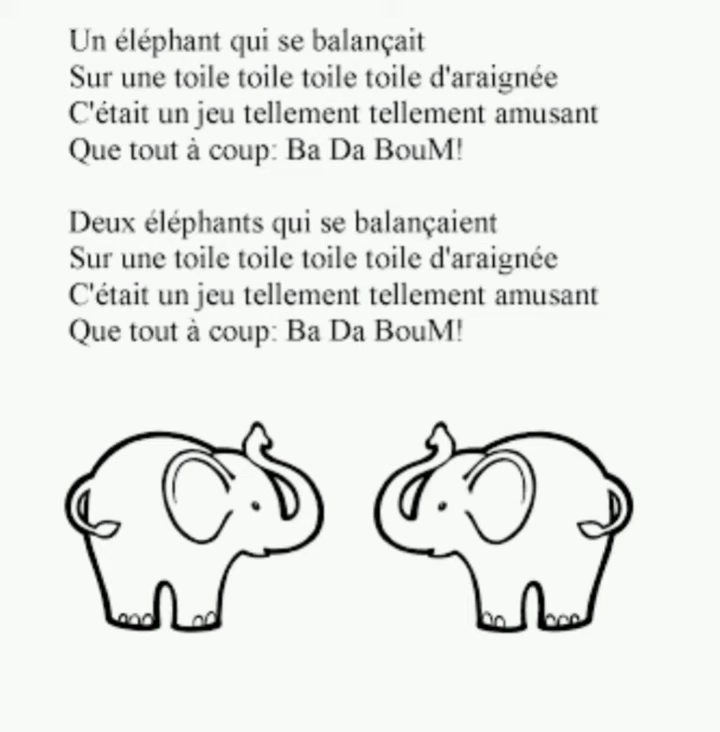 Un éléphant qui se balançait
Sur une toile toile toile toile d'araignée
C'était un jeu tellement tellement amusant
Que tout à coup: Ba Da BouM!
Deux éléphants qui se balançaient
Sur une toile toile toile toile d'araignée
C'était un jeu tellement tellement amusant
Que tout à coup: Ba Da BouM!